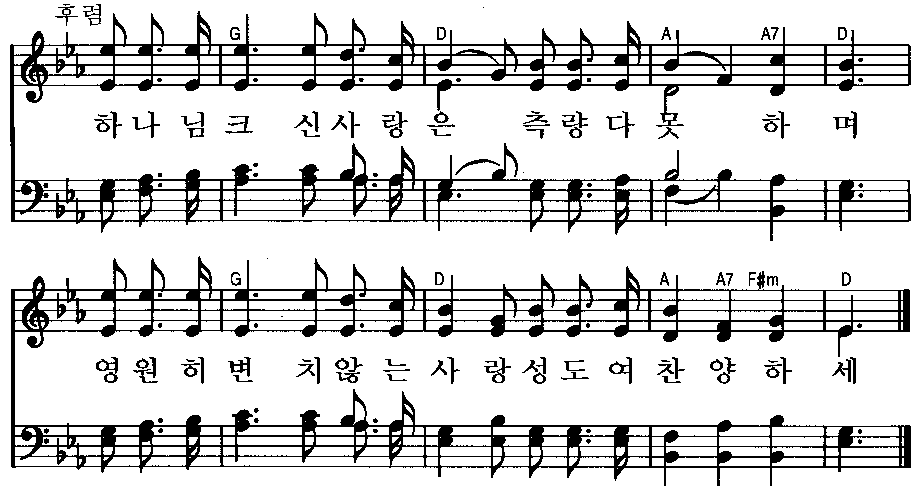 후렴
G D A A7 D
하 나 님 크 신 사 랑 은 측 량 다 못 하 며
G D A A7 F#m D
영 원 히 변 치 않 는 사 랑 성 도 여 찬 양 하 세